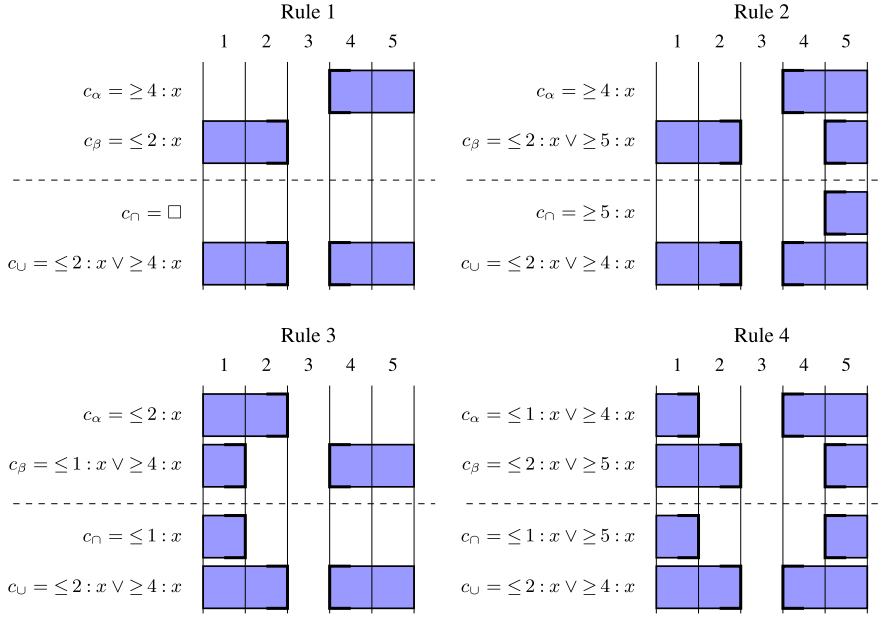 Rule 1
1 2 3 4 5
c_α = ≥ 4 : x
c_β = ≤ 2 : x
c_∩ = □
c_∪ = ≤ 2 : x ∨ ≥ 4 : x
Rule 2
1 2 3 4 5
c_α = ≥ 4 : x
c_β = ≤ 2 : x ∨ ≥ 5 : x
c_∩ = ≥ 5 : x
c_∪ = ≤ 2 : x ∨ ≥ 4 : x
Rule 3
1 2 3 4 5
c_α = ≤ 2 : x
c_β = ≤ 1 : x ∨ ≥ 4 : x
c_∩ = ≤ 1 : x
c_∪ = ≤ 2 : x ∨ ≥ 4 : x
Rule 4
1 2 3 4 5
c_α = ≤ 1 : x ∨ ≥ 4 : x
c_β = ≤ 2 : x ∨ ≥ 5 : x
c_∩ = ≤ 1 : x ∨ ≥ 5 : x
c_∪ = ≤ 2 : x ∨ ≥ 4 : x